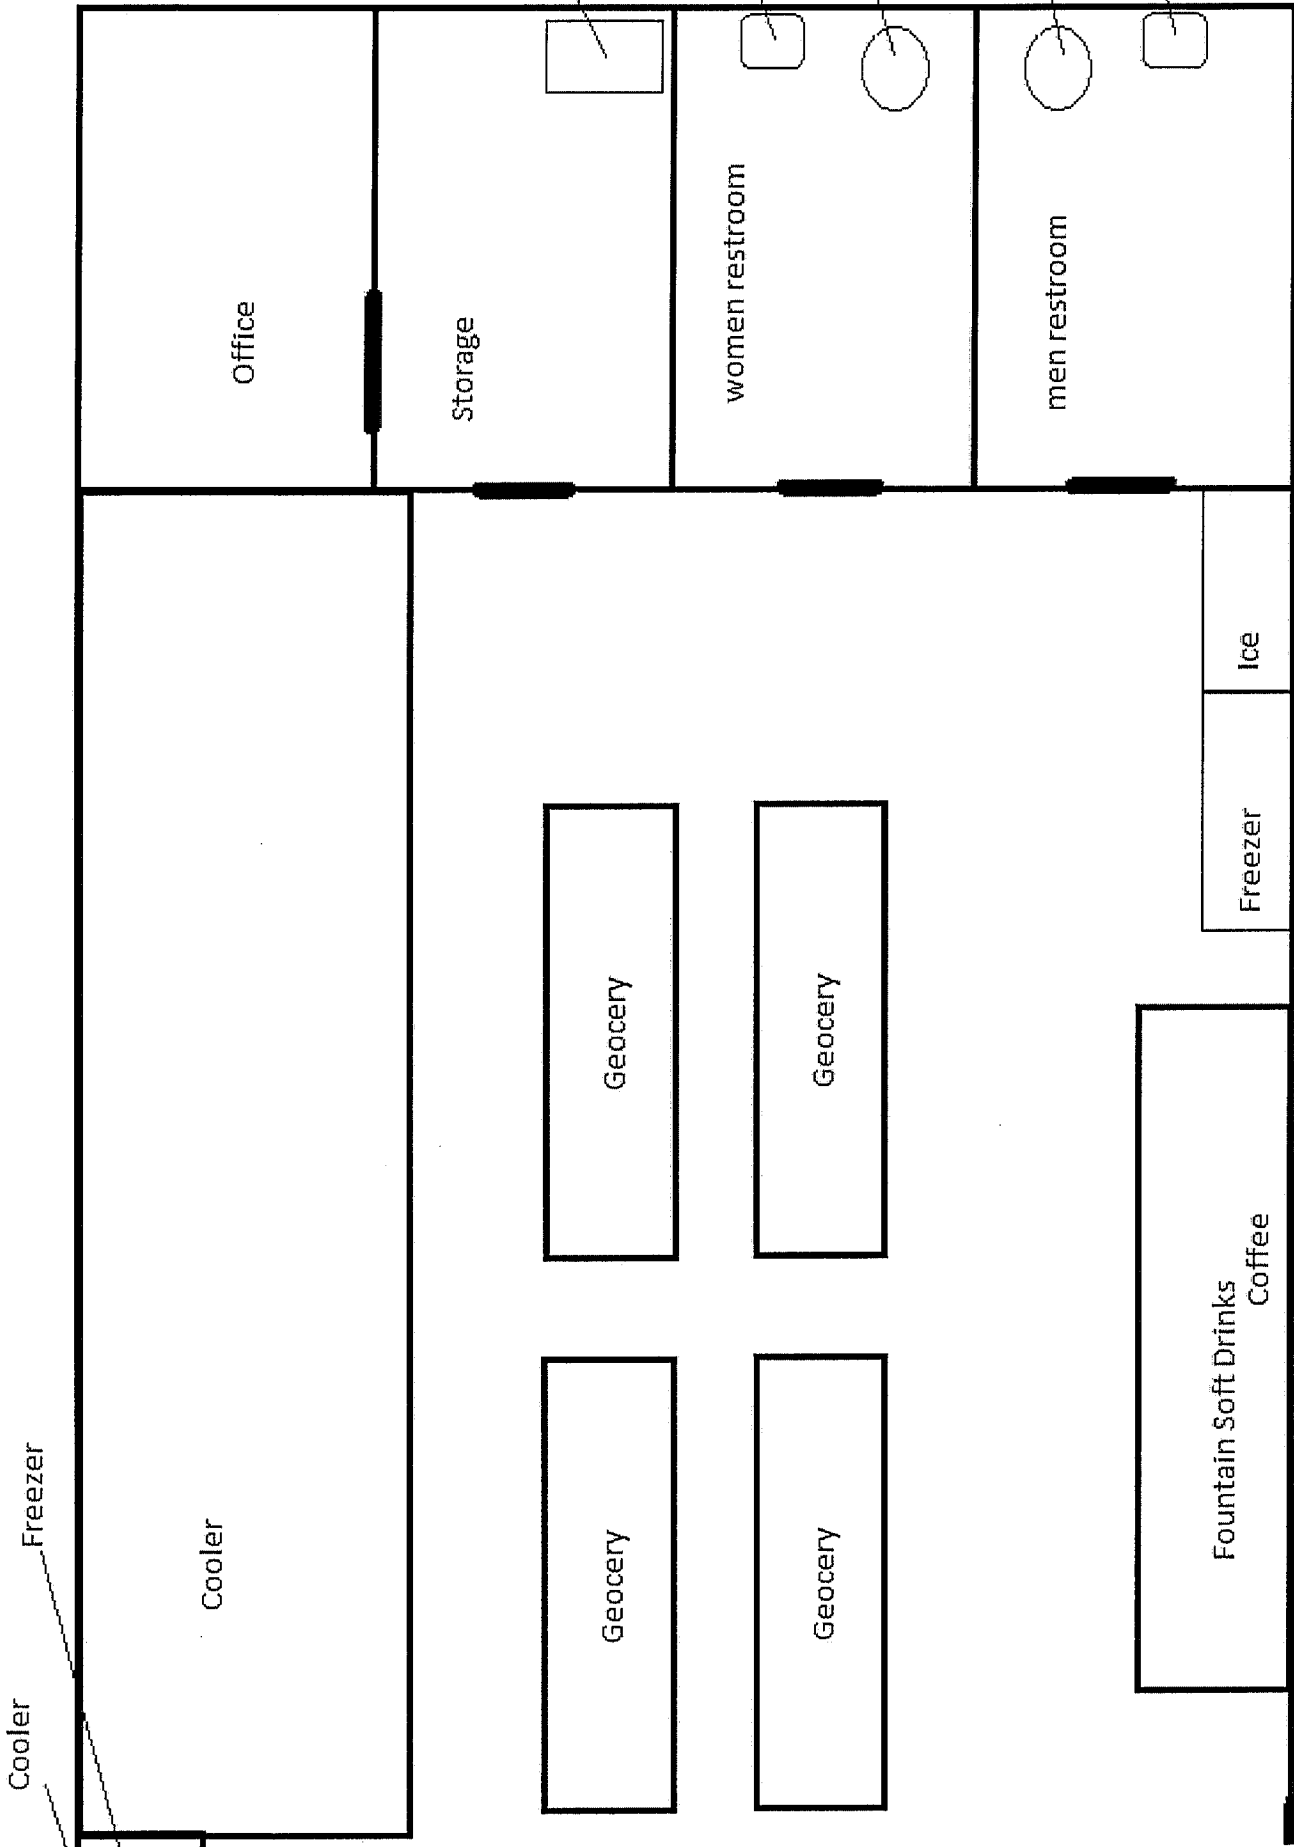 Office
Storage
women restroom
men restroom
Ice
Freezer
Geocery
Geocery
Geocery
Geocery
Fountain Soft Drinks
Coffee
Cooler
Freezer
Cooler